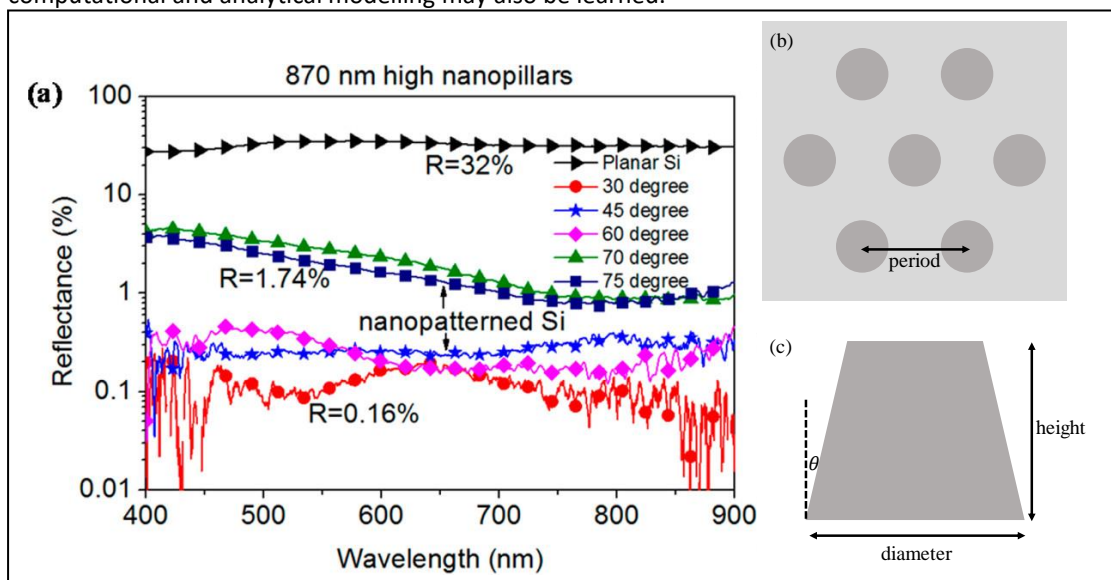 computational and analytical modelling may also be learned.
(a)
870 nm high nanopillars
100
10
1
0.1
0.01
Reflectance (%)
R=32%
Planar Si
30 degree
45 degree
60 degree
70 degree
75 degree
R=1.74%
nanopatterned Si
R=0.16%
400
500
600
700
800
900
Wavelength (nm)
(b)
period
(c)
θ
height
diameter